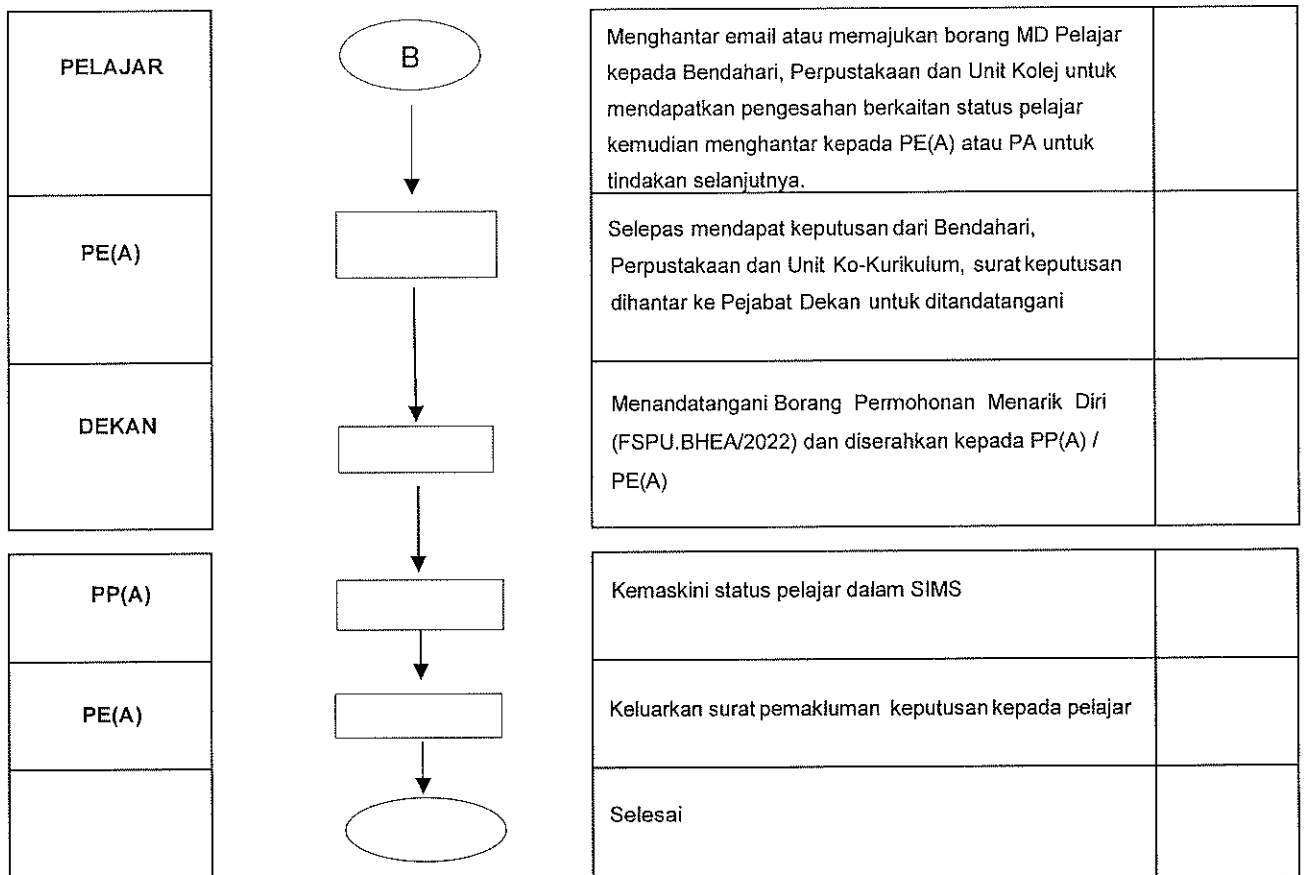 PELAJAR
B
Menghantar email atau memajukan borang MD Pelajar
kepada Bendahari, Perpustakaan dan Unit Kolej untuk
mendapatkan pengesahan berkaitan status pelajar
kemudian menghantar kepada PE(A) atau PA untuk
tindakan selanjutnya.
PE(A)
Selepas mendapat keputusan dari Bendahari,
Perpustakaan dan Unit Ko-Kurikulum, surat keputusan
dihantar ke Pejabat Dekan untuk ditandatangani
DEKAN
Menandatangani Borang Permohonan Menarik Diri
(FSPU.BHEA/2022) dan diserahkan kepada PP(A) /
PE(A)
PP(A)
Kemaskini status pelajar dalam SIMS
PE(A)
Keluarkan surat pemakluman keputusan kepada pelajar
Selesai